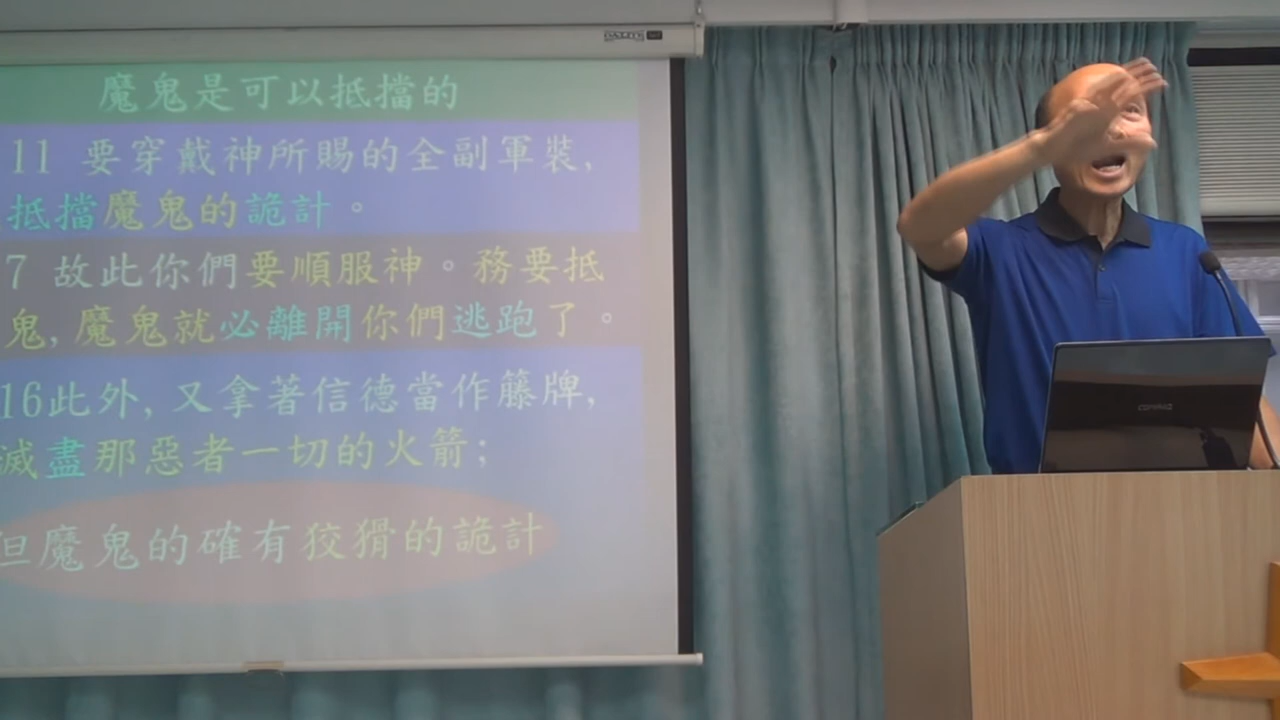 DA-LITE
魔鬼是可以抵擋的
11 要穿戴神所賜的全副軍裝,
抵擋魔鬼的詭計。
7 故此你們要順服神。務要抵
鬼,魔鬼就必離開你們逃跑了。
16此外,又拿著信德當作籐牌,
滅盡那惡者一切的火箭;
但魔鬼的確有狡猾的詭計